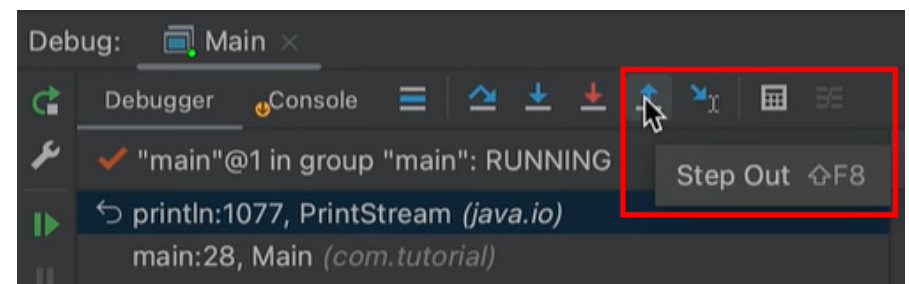 Debug: Main ×
Debugger Console
"main"@1 in group "main": RUNNING
Step Out ⇧F8
println:1077, PrintStream (java.io)
main:28, Main (com.tutorial)